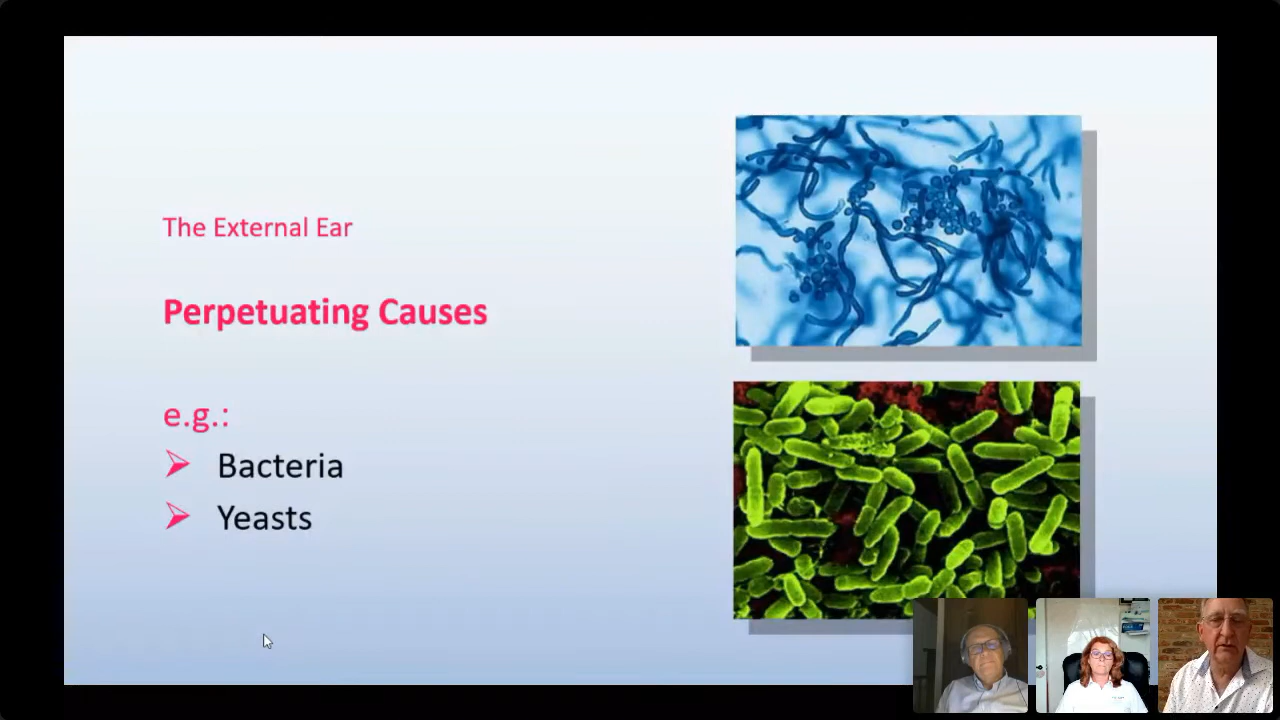 The External Ear
Perpetuating Causes
e.g.:
Bacteria
Yeasts